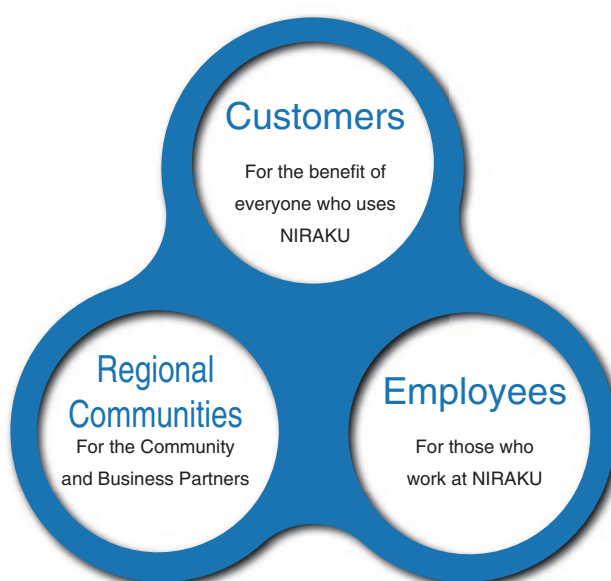 Customers
For the benefit of
everyone who uses
NIRAKU
Regional
Communities
For the Community
and Business Partners
Employees
For those who
work at NIRAKU